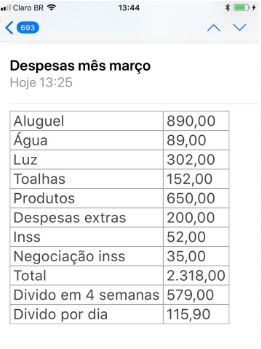 Claro BR 13:44
693
Despesas mês março
Hoje 13:25
Aluguel 890,00
Água 89,00
Luz 302,00
Toalhas 152,00
Produtos 650,00
Despesas extras 200,00
Inss 52,00
Negociação inss 35,00
Total 2.318,00
Divido em 4 semanas 579,00
Divido por dia 115,90